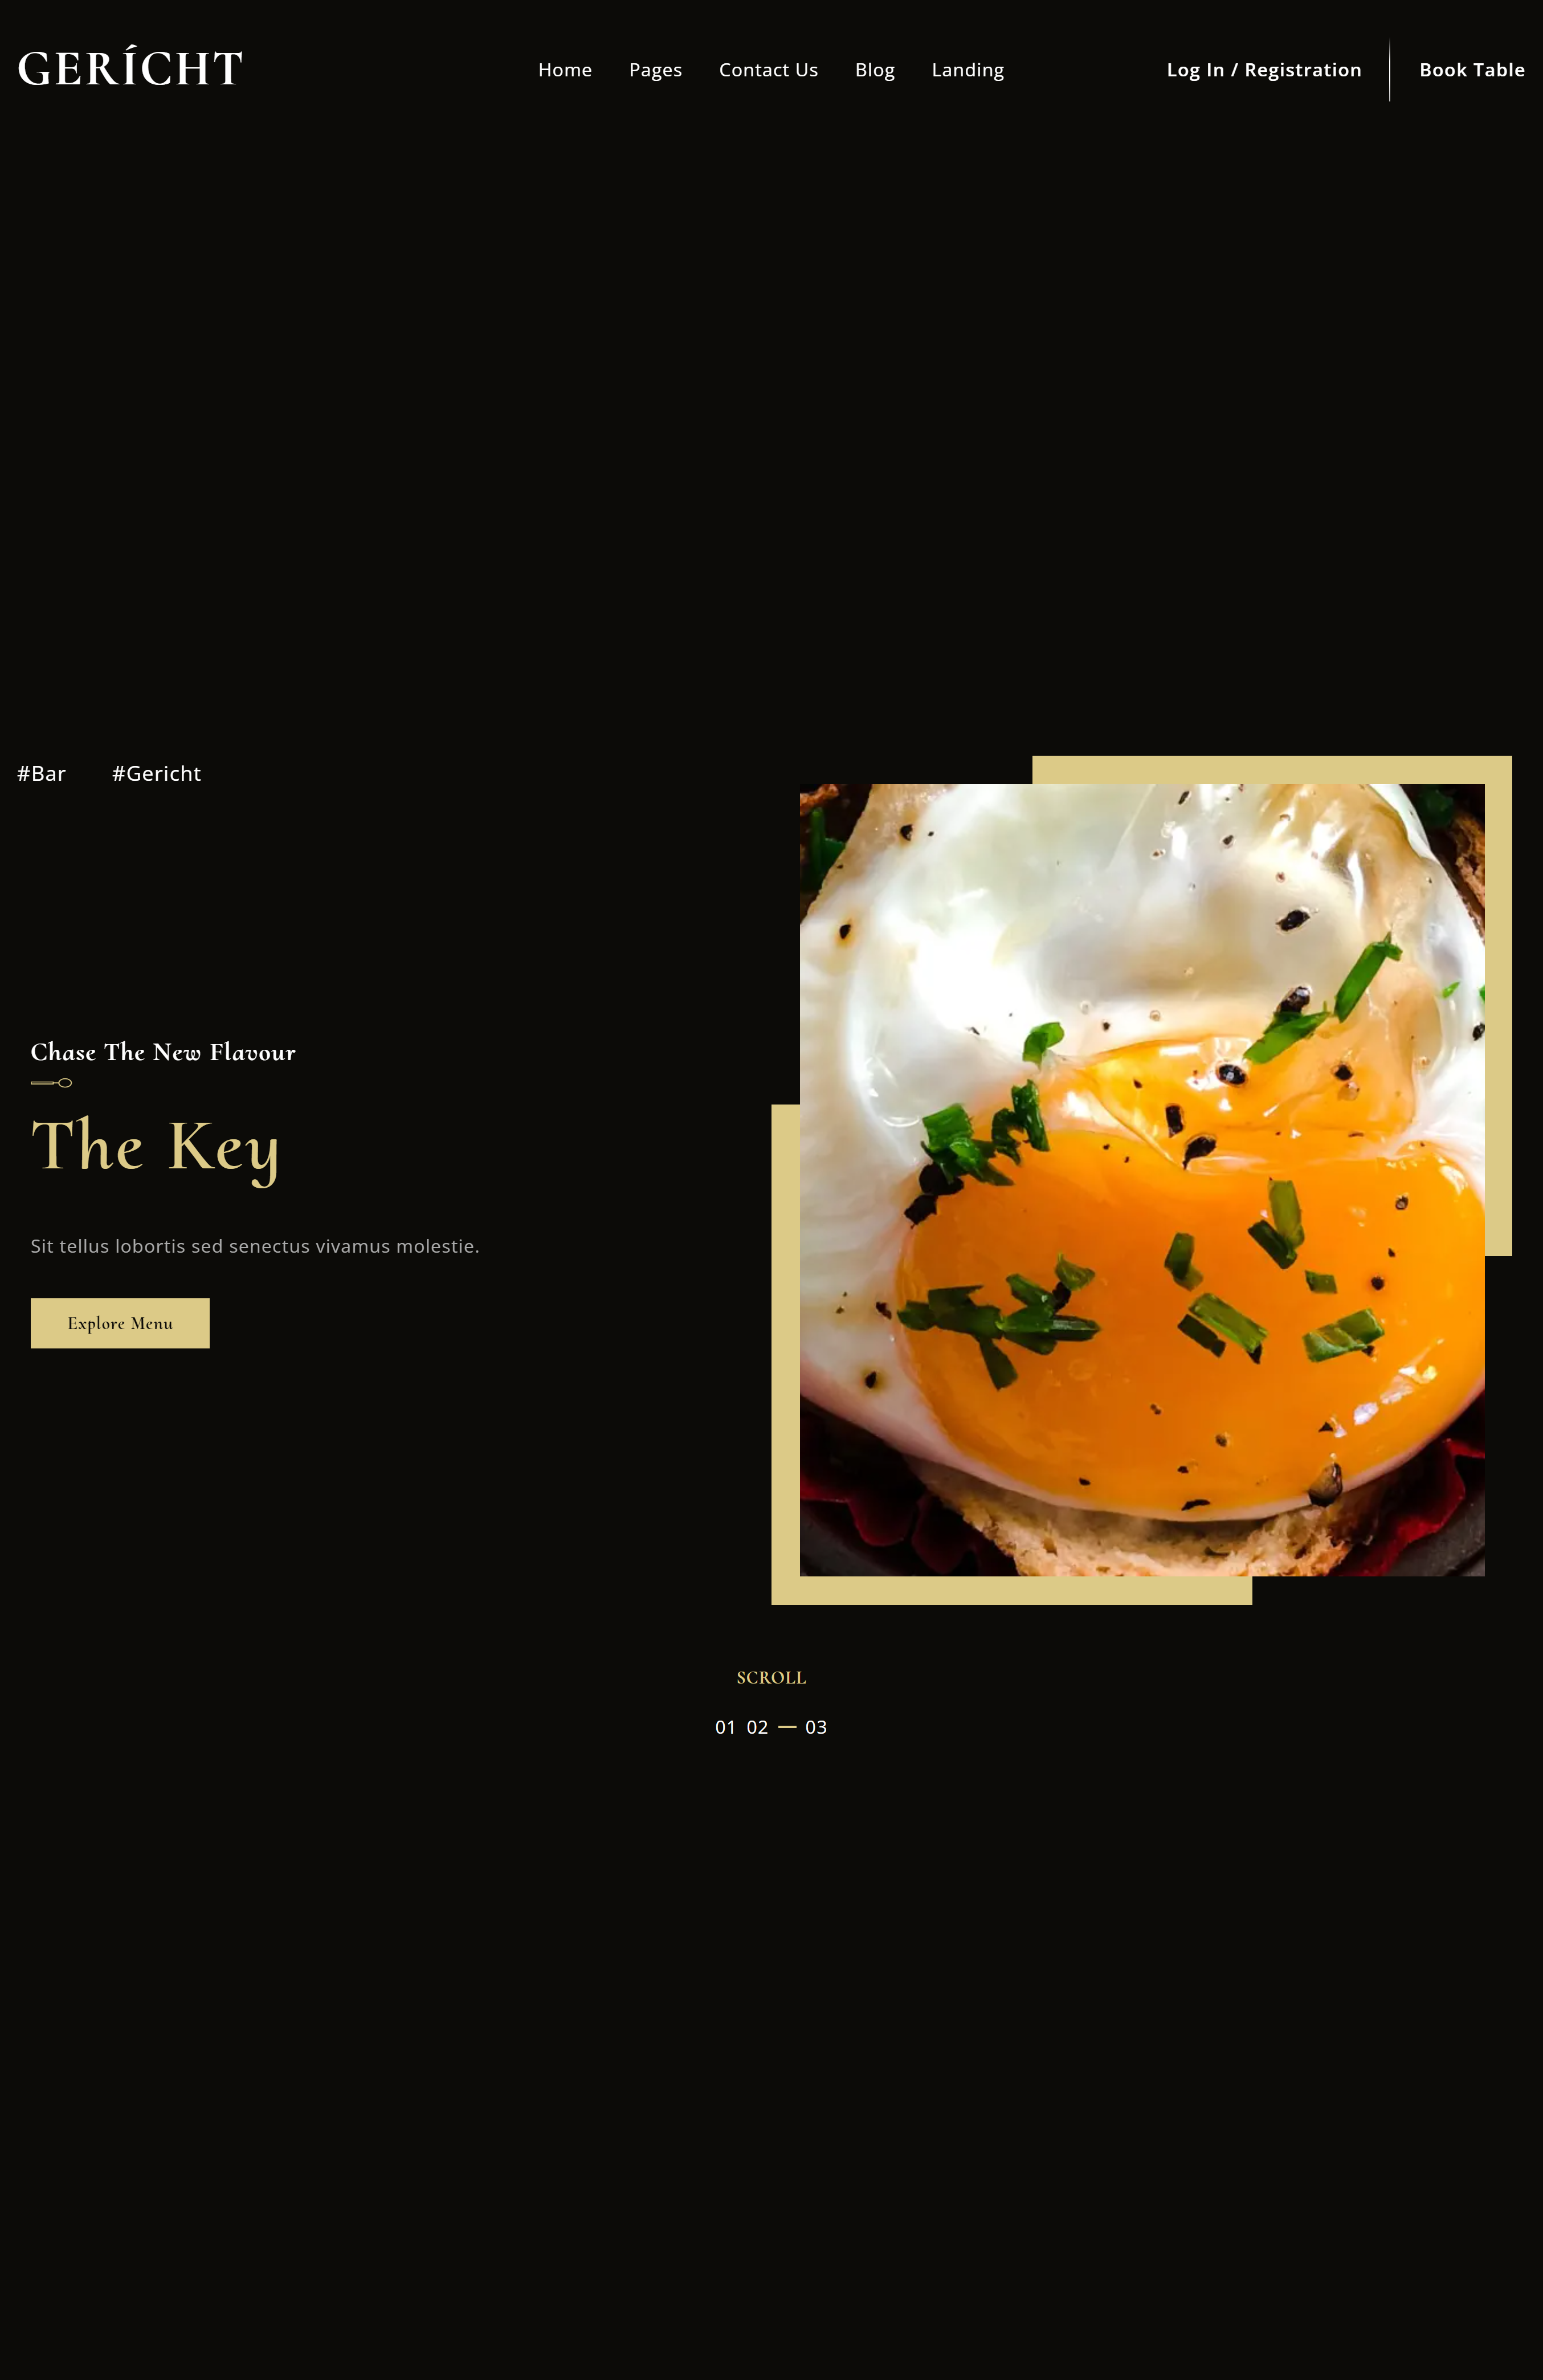 GERÍCHT
Home Pages Contact Us Blog Landing
Log In / Registration
Book Table
#Bar #Gericht
Chase The New Flavour
The Key
Sit tellus lobortis sed senectus vivamus molestie.
Explore Menu
SCROLL
01 02 — 03